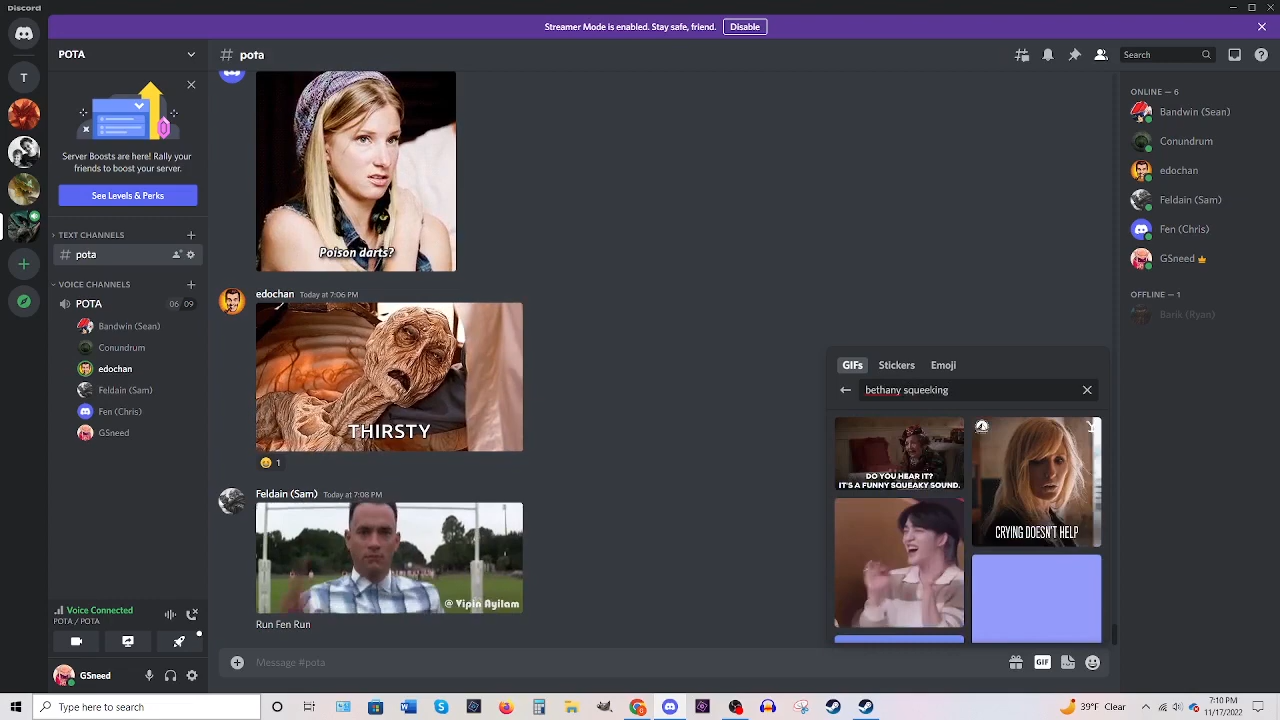 Discord
Streamer Mode is enabled. Stay safe, friend. Disable
POTA
# pota
Search
T
Server Boosts are here! Rally your
friends to boost your server.
See Levels & Perks
TEXT CHANNELS
# pota
VOICE CHANNELS
POTA 06 09
Bandwin (Sean)
Conundrum
edochan
Feldain (Sam)
Fen (Chris)
GSneed
Voice Connected
POTA / POTA
GSneed
Poison darts?
edochan Today at 7:06 PM
THIRSTY
1
Feldain (Sam) Today at 7:08 PM
@ Vipin Ayilam
Run Fen Run
Message #pota
GIF
GIFs Stickers Emoji
bethany squeeking
DO YOU HEAR IT?
IT'S A FUNNY SQUEAKY SOUND.
CRYING DOESN'T HELP
ONLINE — 6
Bandwin (Sean)
Conundrum
edochan
Feldain (Sam)
Fen (Chris)
GSneed
OFFLINE — 1
Barik (Ryan)
Type here to search
39°F Clear
7:10 PM
11/17/2022